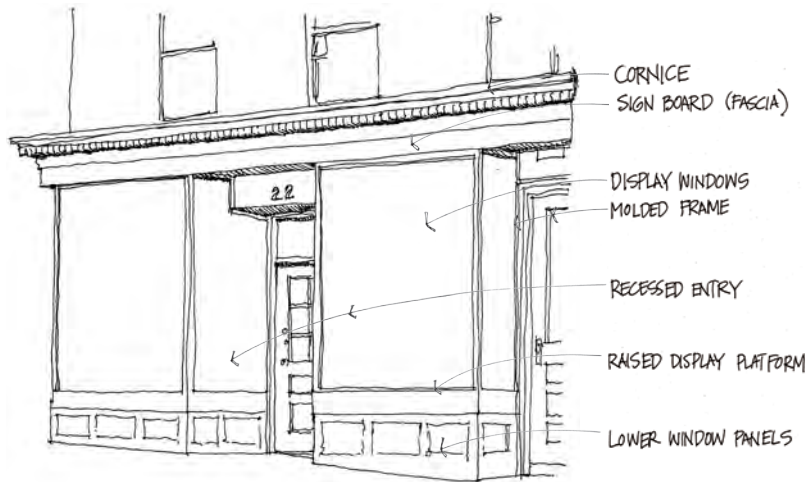 CORNICE
SIGN BOARD (FASCIA)
DISPLAY WINDOWS
MOLDED FRAME
22
RECESSED ENTRY
RAISED DISPLAY PLATFORM
LOWER WINDOW PANELS